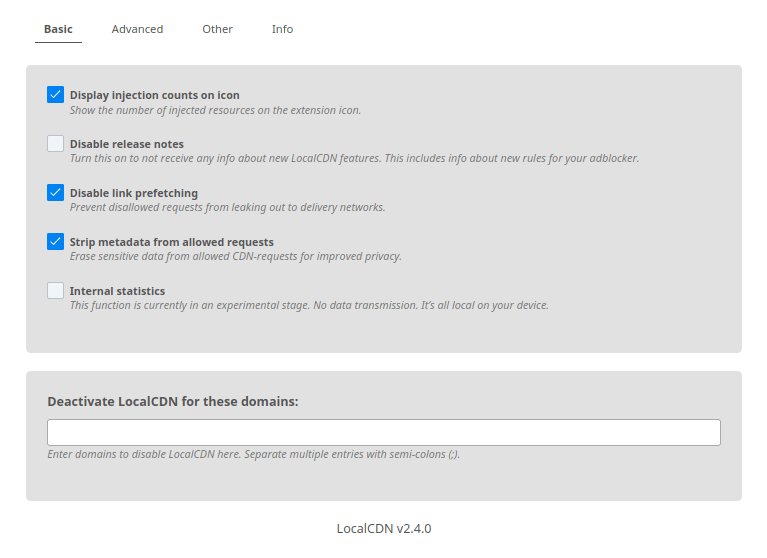 Basic Advanced Other Info
Display injection counts on icon
Show the number of injected resources on the extension icon.
Disable release notes
Turn this on to not receive any info about new LocalCDN features. This includes info about new rules for your adblocker.
Disable link prefetching
Prevent disallowed requests from leaking out to delivery networks.
Strip metadata from allowed requests
Erase sensitive data from allowed CDN-requests for improved privacy.
Internal statistics
This function is currently in an experimental stage. No data transmission. It's all local on your device.
Deactivate LocalCDN for these domains:
Enter domains to disable LocalCDN here. Separate multiple entries with semi-colons (;).
LocalCDN v2.4.0